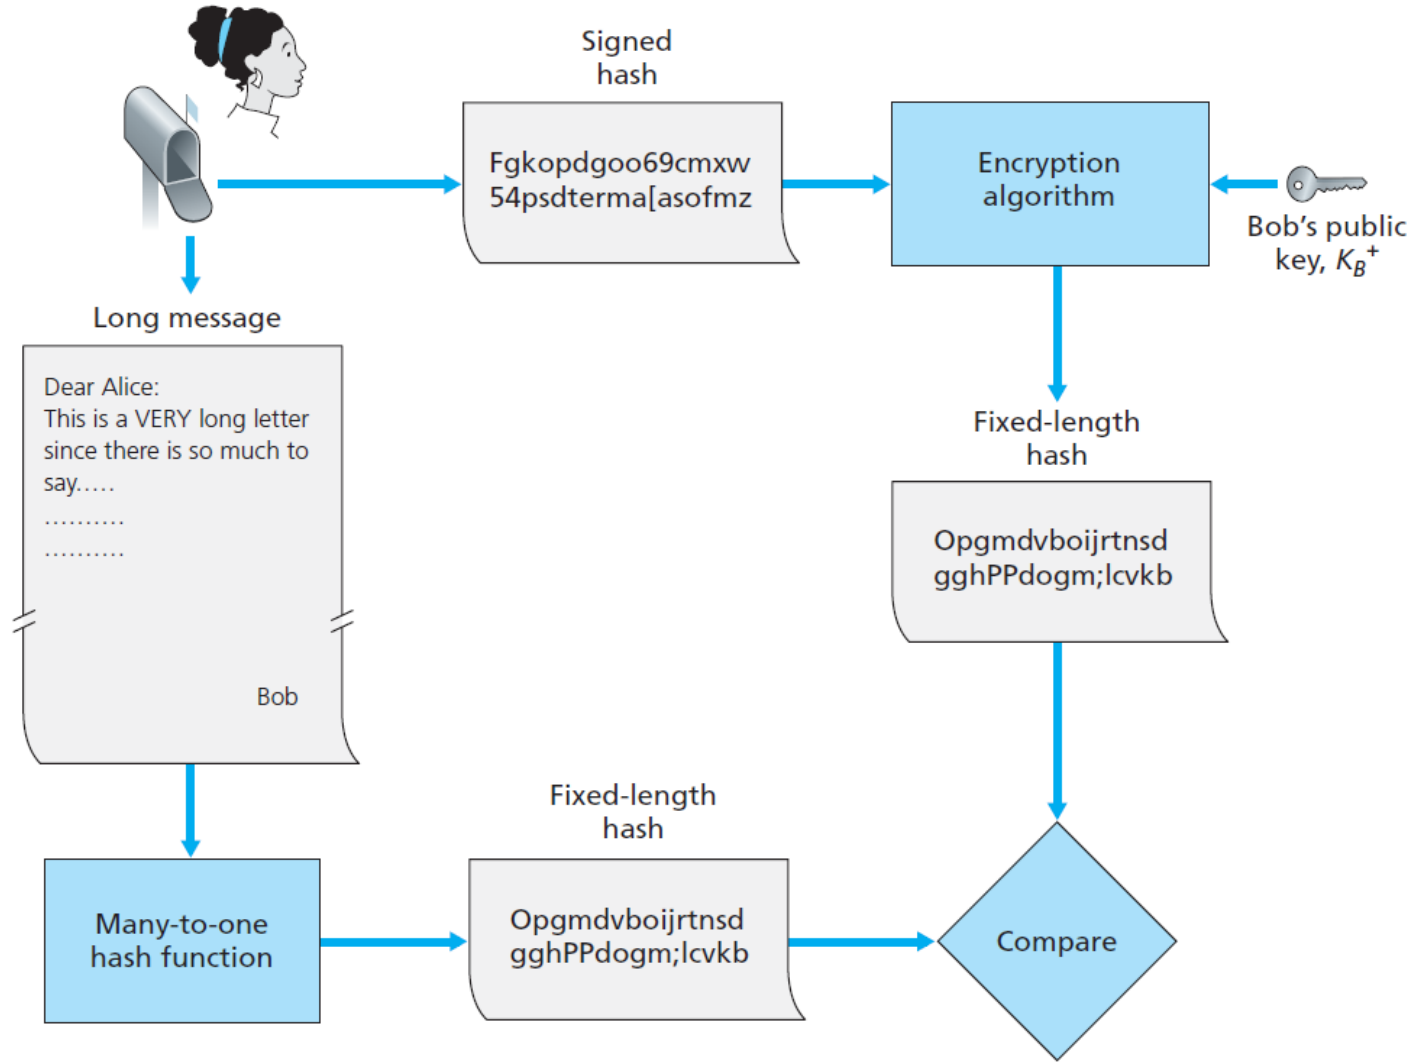 Signed
hash
Fgkopdgoo69cmxw
54psdterma[asofmz
Encryption
algorithm
Bob's public
key, K_B^+
Long message
Dear Alice:
This is a VERY long letter
since there is so much to
say.....
..........
..........
Bob
Fixed-length
hash
Opgmdvboijrtnsd
gghPPdogm;lcvkb
Many-to-one
hash function
Fixed-length
hash
Opgmdvboijrtnsd
gghPPdogm;lcvkb
Compare